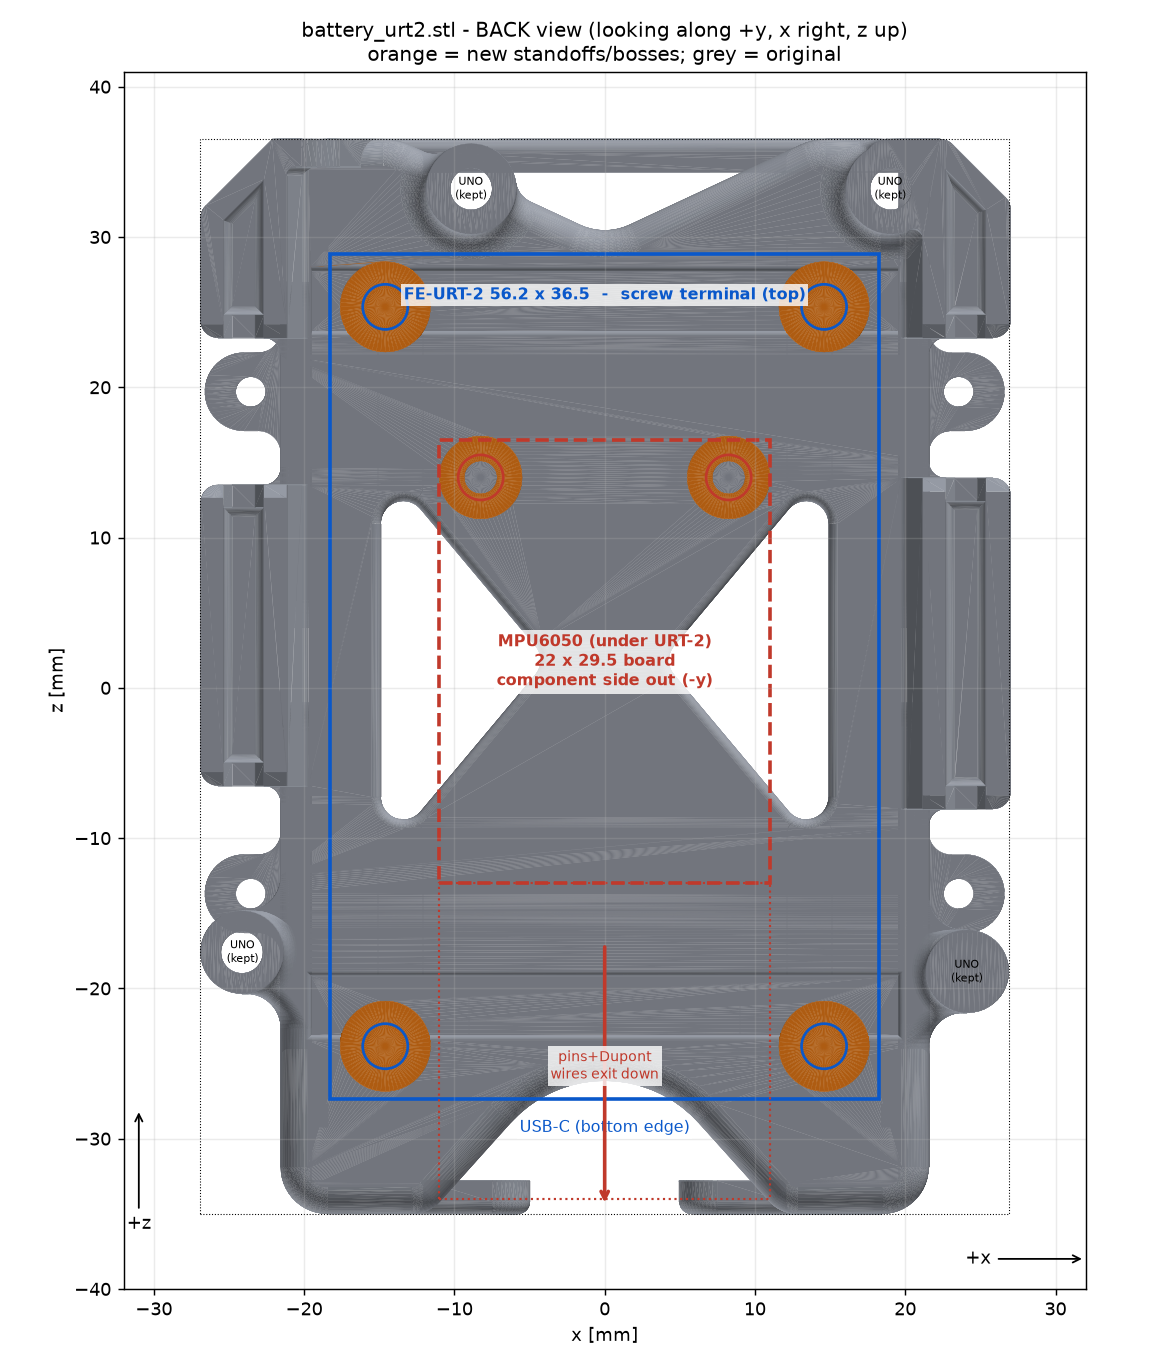 battery_urt2.stl - BACK view (looking along +y, x right, z up)
orange = new standoffs/bosses; grey = original
40
30
20
10
0
−10
−20
−30
−40
z [mm]
UNO
(kept)
UNO
(kept)
FE-URT-2 56.2 x 36.5  -  screw terminal (top)
MPU6050 (under URT-2)
22 x 29.5 board
component side out (-y)
UNO
(kept)
UNO
(kept)
pins+Dupont
wires exit down
USB-C (bottom edge)
+z
+x
−30
−20
−10
0
10
20
30
x [mm]